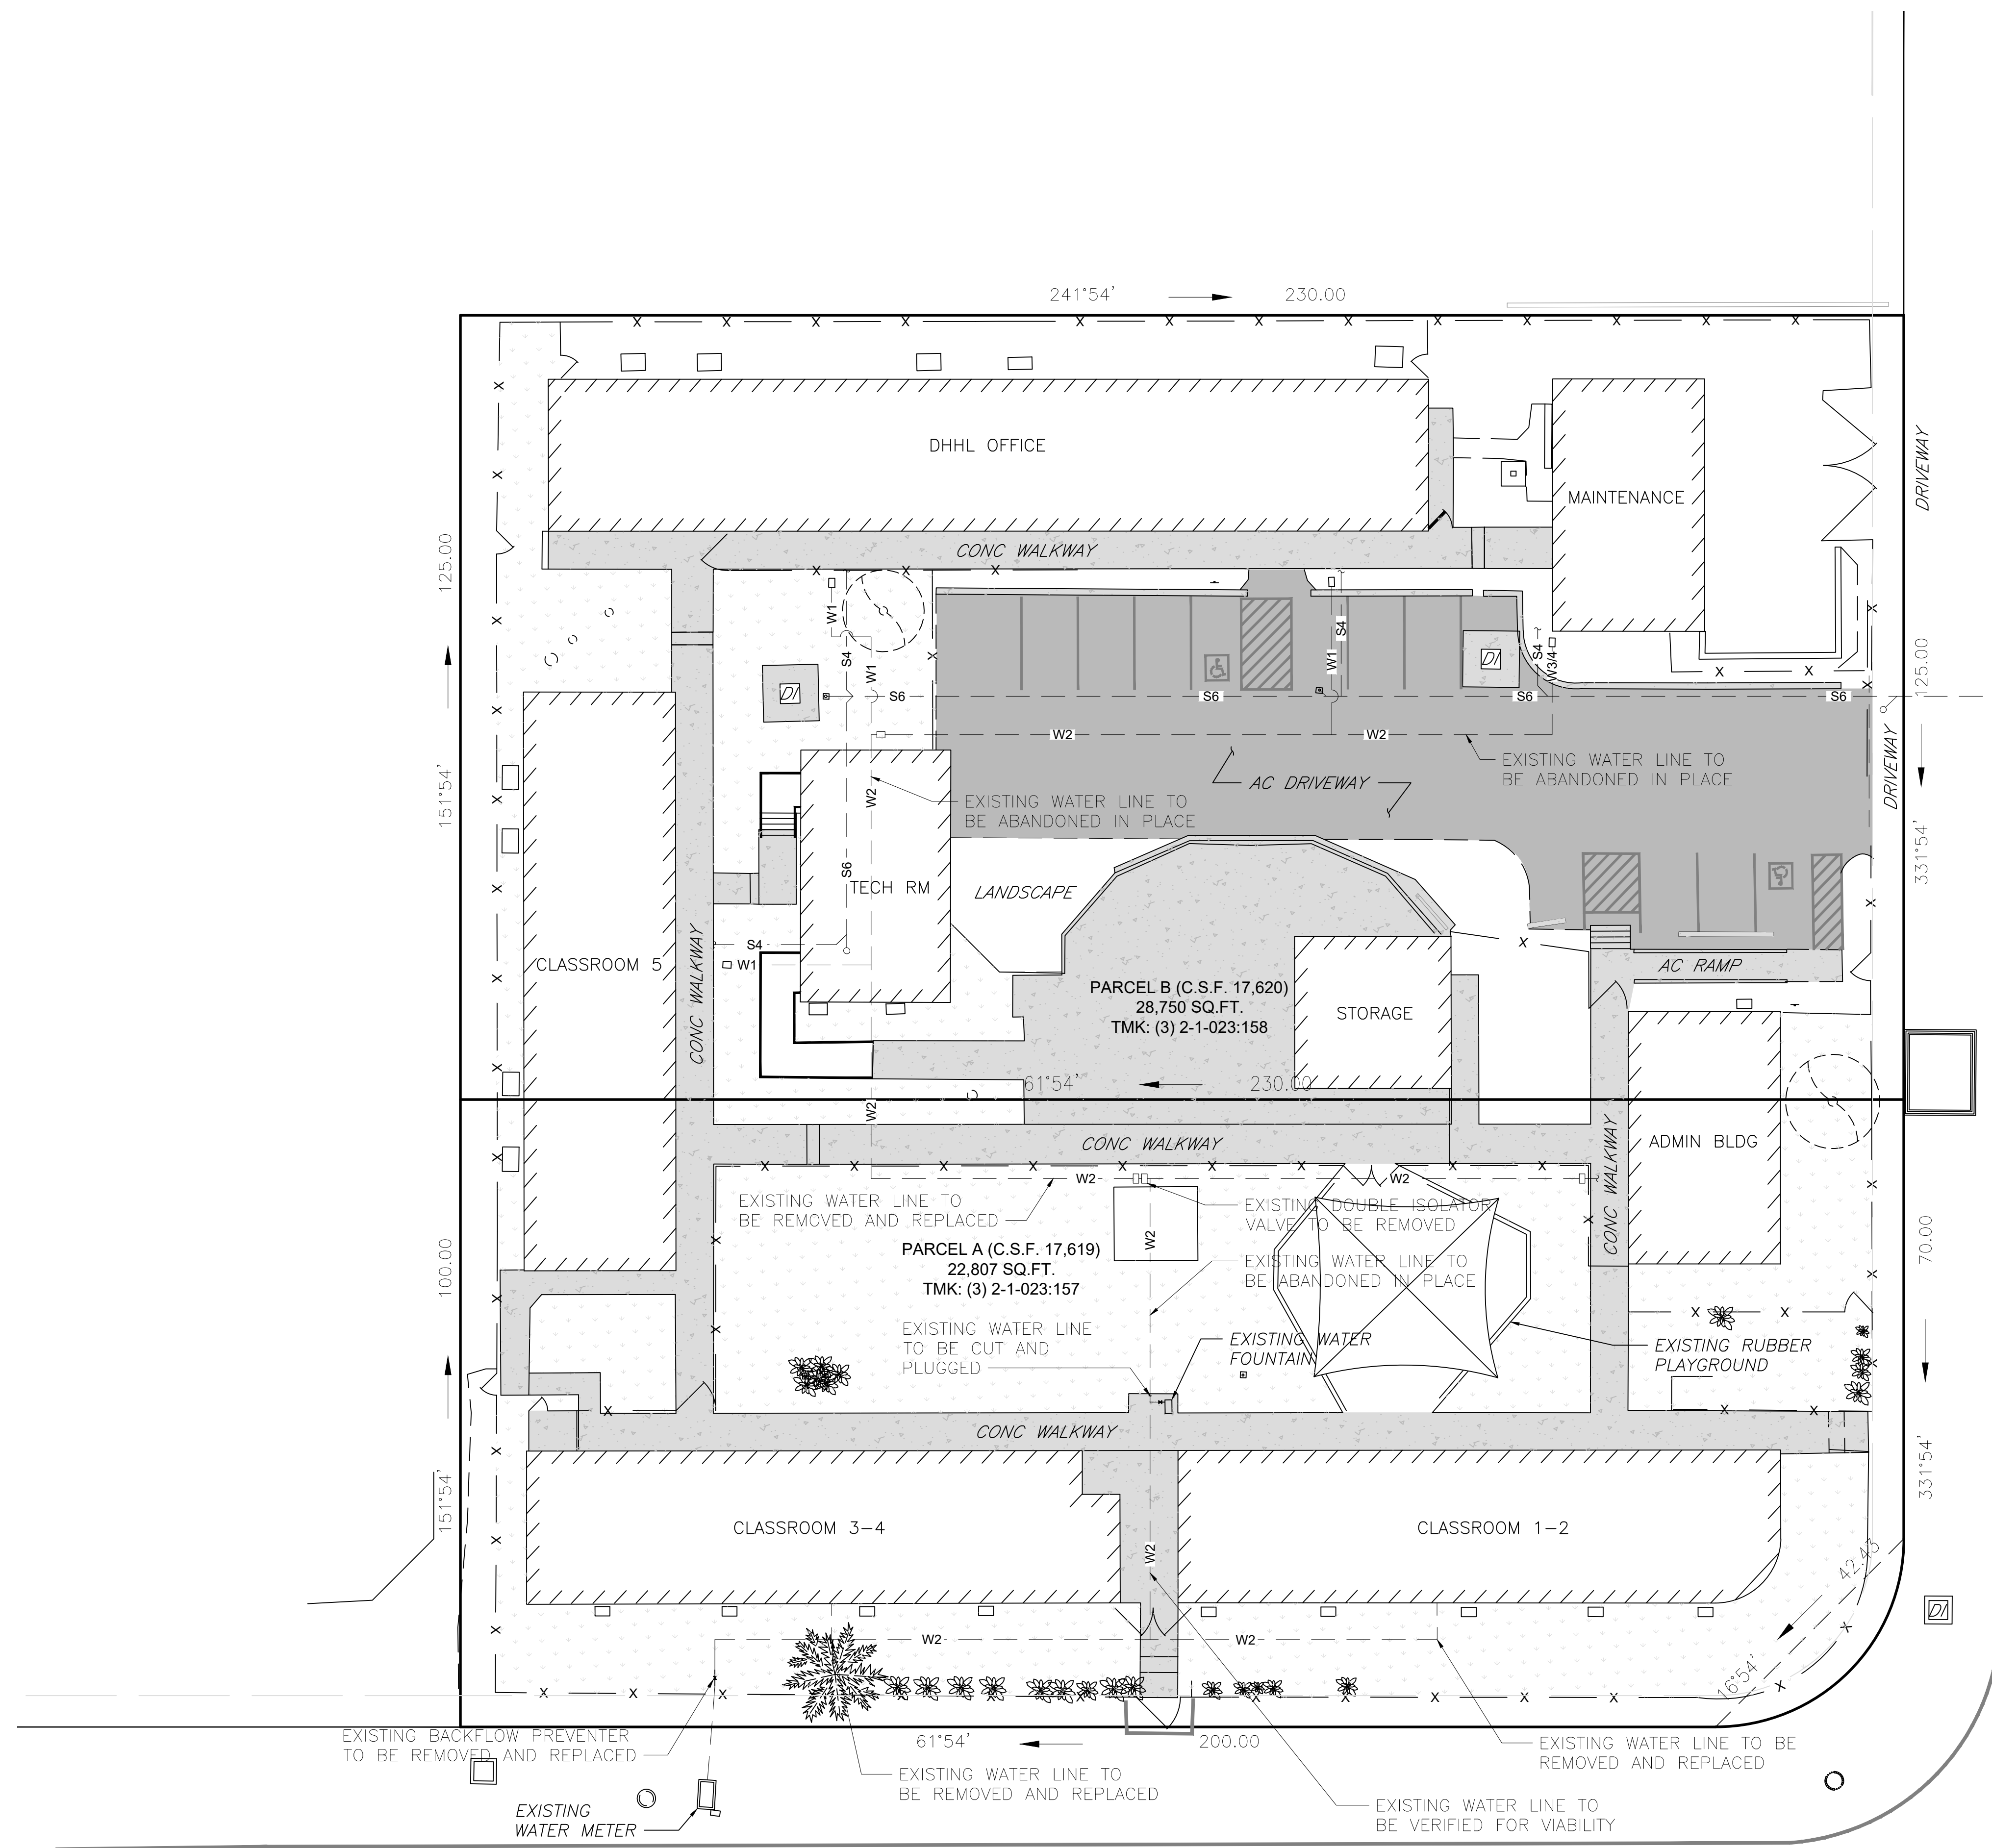 241°54' 230.00
DHHL OFFICE
MAINTENANCE
DRIVEWAY
CONC WALKWAY
125.00
151°54'
W1
S4
W1
DI
S6
W1
S4
S6
DI
S4
W3/4
S6
S6
125.00
331°54'
DRIVEWAY
W2
W2
EXISTING WATER LINE TO
BE ABANDONED IN PLACE
AC DRIVEWAY
W2
EXISTING WATER LINE TO
BE ABANDONED IN PLACE
S6
TECH RM
LANDSCAPE
S4
W1
CLASSROOM 5
CONC WALKWAY
AC RAMP
PARCEL B (C.S.F. 17,620)
28,750 SQ.FT.
TMK: (3) 2-1-023:158
STORAGE
61°54' 230.00
W2
CONC WALKWAY
CONC WALKWAY
ADMIN BLDG
W2
W2
EXISTING WATER LINE TO
BE REMOVED AND REPLACED
EXISTING DOUBLE ISOLATOR
VALVE TO BE REMOVED
W2
100.00
151°54'
70.00
331°54'
PARCEL A (C.S.F. 17,619)
22,807 SQ.FT.
TMK: (3) 2-1-023:157
EXISTING WATER LINE TO
BE ABANDONED IN PLACE
EXISTING WATER LINE
TO BE CUT AND
PLUGGED
EXISTING WATER
FOUNTAIN
EXISTING RUBBER
PLAYGROUND
CONC WALKWAY
CLASSROOM 3-4
CLASSROOM 1-2
W2
42.43
16°54'
DI
W2
W2
EXISTING BACKFLOW PREVENTER
TO BE REMOVED AND REPLACED
61°54' 200.00
EXISTING WATER LINE TO BE
REMOVED AND REPLACED
EXISTING WATER LINE TO
BE REMOVED AND REPLACED
EXISTING
WATER METER
EXISTING WATER LINE TO
BE VERIFIED FOR VIABILITY